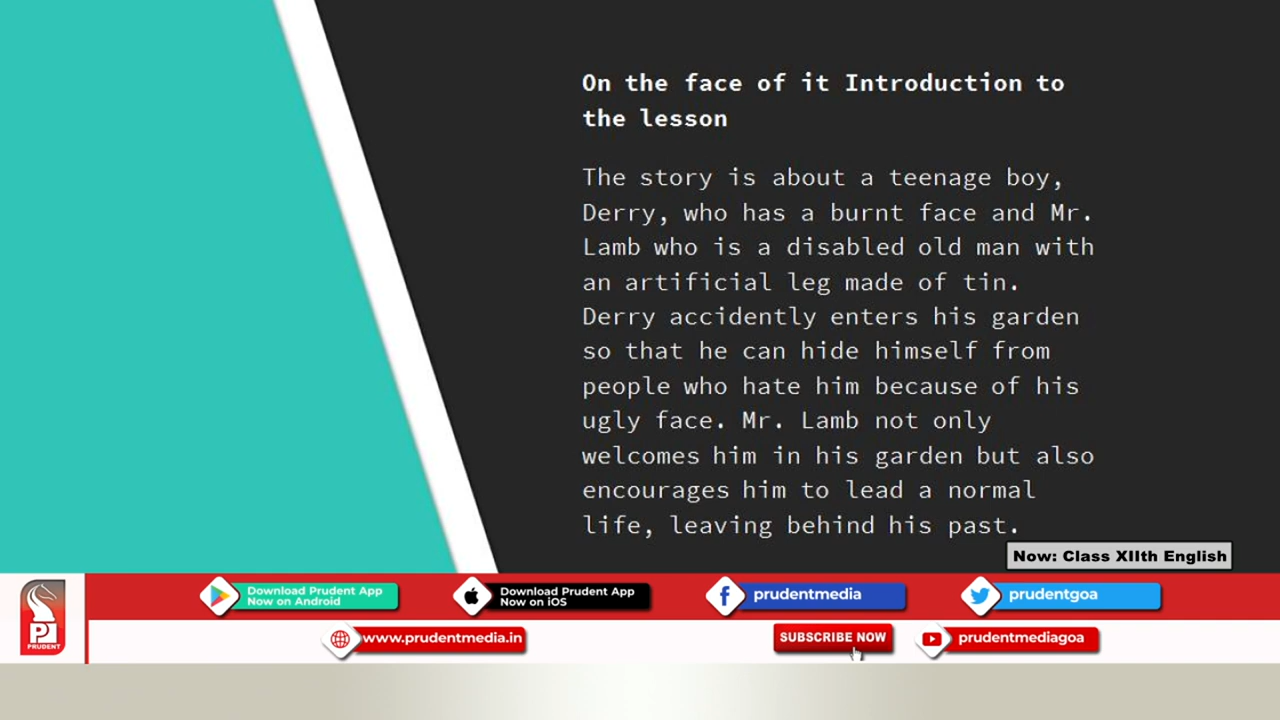 On the face of it Introduction to
the lesson
The story is about a teenage boy,
Derry, who has a burnt face and Mr.
Lamb who is a disabled old man with
an artificial leg made of tin.
Derry accidently enters his garden
so that he can hide himself from
people who hate him because of his
ugly face. Mr. Lamb not only
welcomes him in his garden but also
encourages him to lead a normal
life, leaving behind his past.
Now: Class XIIth English
Download Prudent App
Now on Android
Download Prudent App
Now on iOS
prudentmedia
prudentgoa
PRUDENT
www.prudentmedia.in
SUBSCRIBE NOW
prudentmediagoa